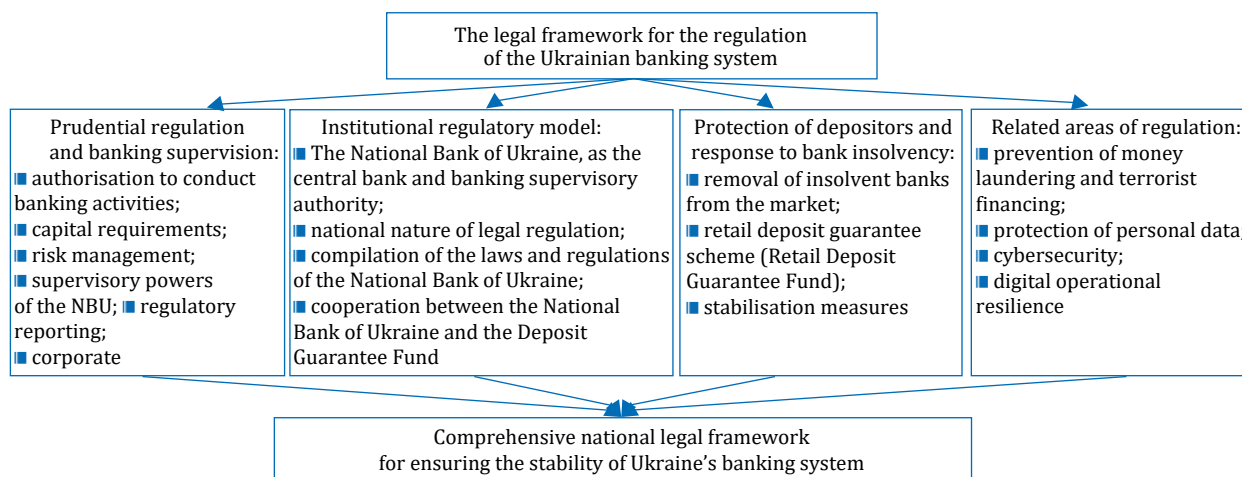 The legal framework for the regulation
of the Ukrainian banking system
Prudential regulation
and banking supervision:
■ authorisation to conduct
banking activities;
■ capital requirements;
■ risk management;
■ supervisory powers
of the NBU; ■ regulatory
reporting;
■ corporate
Institutional regulatory model:
■ The National Bank of Ukraine, as the
central bank and banking supervisory
authority;
■ national nature of legal regulation;
■ compilation of the laws and regulations
of the National Bank of Ukraine;
■ cooperation between the National
Bank of Ukraine and the Deposit
Guarantee Fund
Protection of depositors and
response to bank insolvency:
■ removal of insolvent banks
from the market;
■ retail deposit guarantee
scheme (Retail Deposit
Guarantee Fund);
■ stabilisation measures
Related areas of regulation:
■ prevention of money
laundering and terrorist
financing;
■ protection of personal data;
■ cybersecurity;
■ digital operational
resilience
Comprehensive national legal framework
for ensuring the stability of Ukraine’s banking system